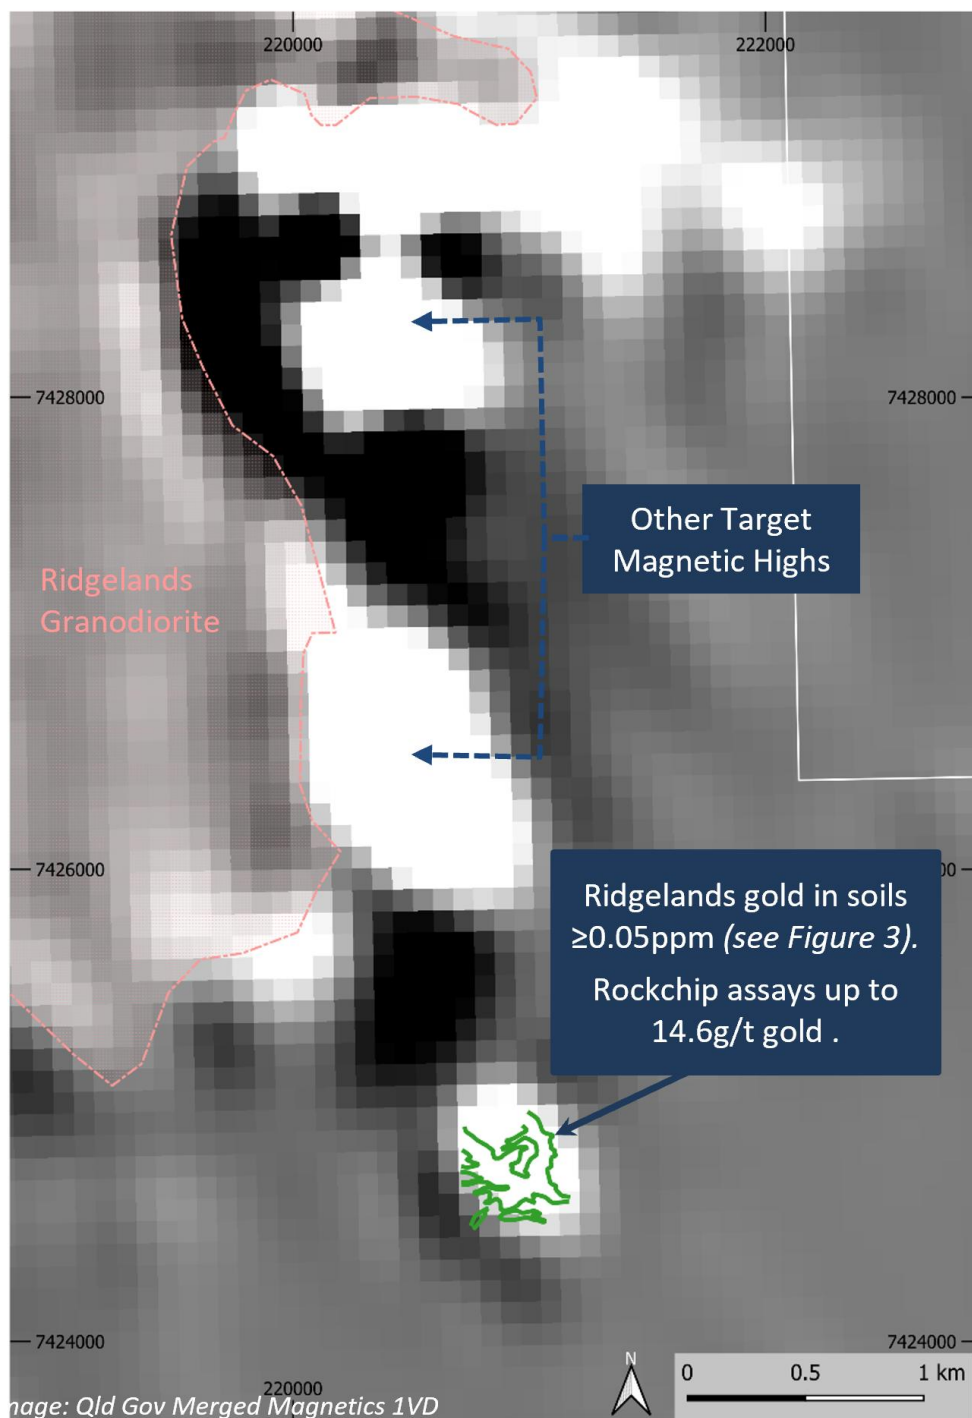 220000
222000
7428000
7428000
Other Target
Magnetic Highs
Ridgelands
Granodiorite
7426000
Ridgelands gold in soils
≥0.05ppm (see Figure 3).
Rockchip assays up to
14.6g/t gold .
7424000
7424000
220000
N
0 0.5 1 km
Qld Gov Merged Magnetics 1VD